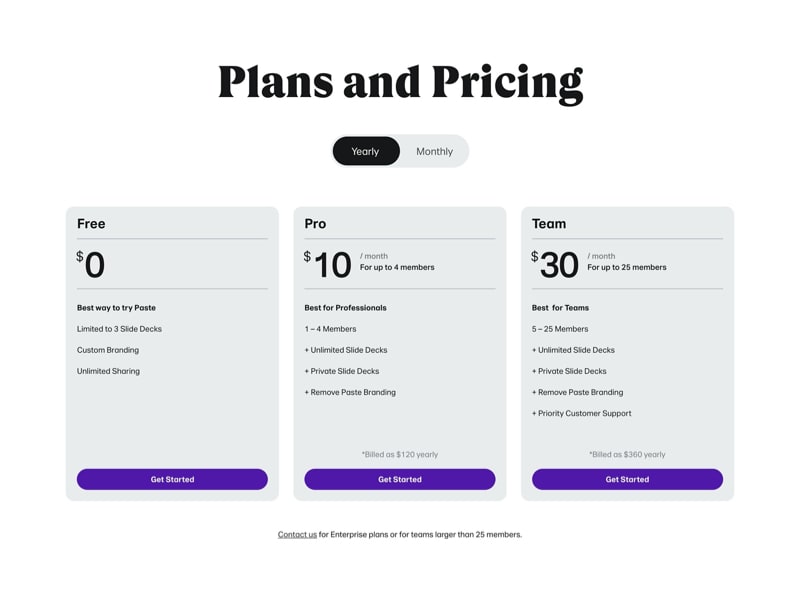 Plans and Pricing
Yearly
Monthly
Free
$0
Best way to try Paste
Limited to 3 Slide Decks
Custom Branding
Unlimited Sharing
Get Started
Pro
$10
/ month
For up to 4 members
Best for Professionals
1 – 4 Members
+ Unlimited Slide Decks
+ Private Slide Decks
+ Remove Paste Branding
*Billed as $120 yearly
Get Started
Team
$30
/ month
For up to 25 members
Best for Teams
5 – 25 Members
+ Unlimited Slide Decks
+ Private Slide Decks
+ Remove Paste Branding
+ Priority Customer Support
*Billed as $360 yearly
Get Started
Contact us for Enterprise plans or for teams larger than 25 members.